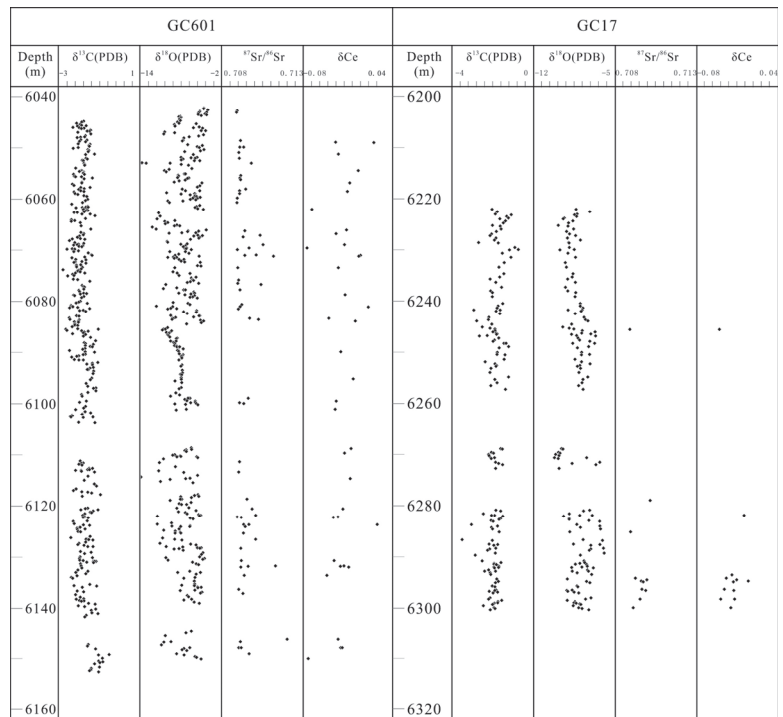 GC601 GC17
Depth (m) δ¹³C(PDB) δ¹⁸O(PDB) ⁸⁷Sr/⁸⁶Sr δCe Depth (m) δ¹³C(PDB) δ¹⁸O(PDB) ⁸⁷Sr/⁸⁶Sr δCe
-3 1 -14 -2 0.708 0.713 -0.08 0.04 -4 0 -12 -5 0.708 0.713 -0.08 0.04
6040 6200
6060 6220
6080 6240
6100 6260
6120 6280
6140 6300
6160 6320